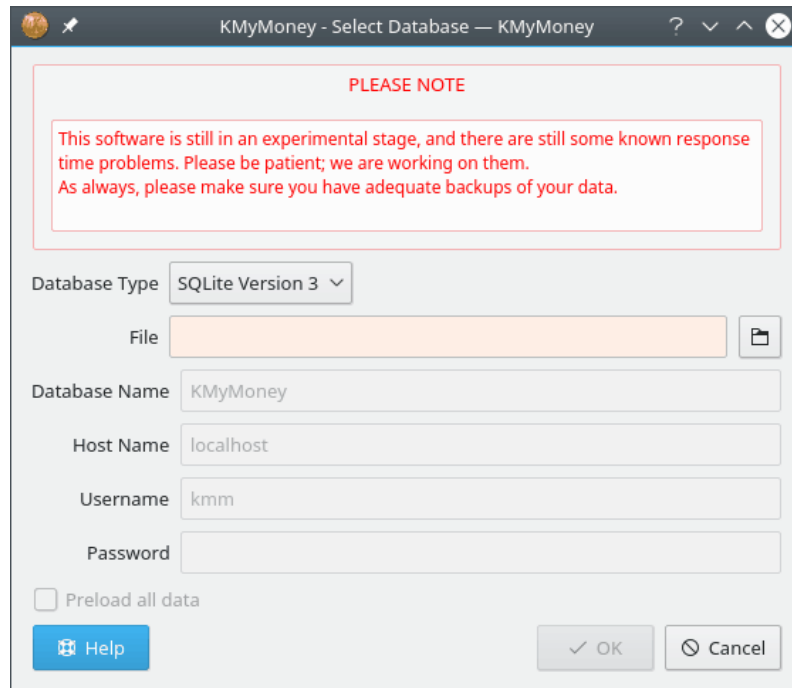 KMyMoney - Select Database — KMyMoney
PLEASE NOTE
This software is still in an experimental stage, and there are still some known response
time problems. Please be patient; we are working on them.
As always, please make sure you have adequate backups of your data.
Database Type SQLite Version 3
File
Database Name KMyMoney
Host Name localhost
Username kmm
Password
Preload all data
Help OK Cancel